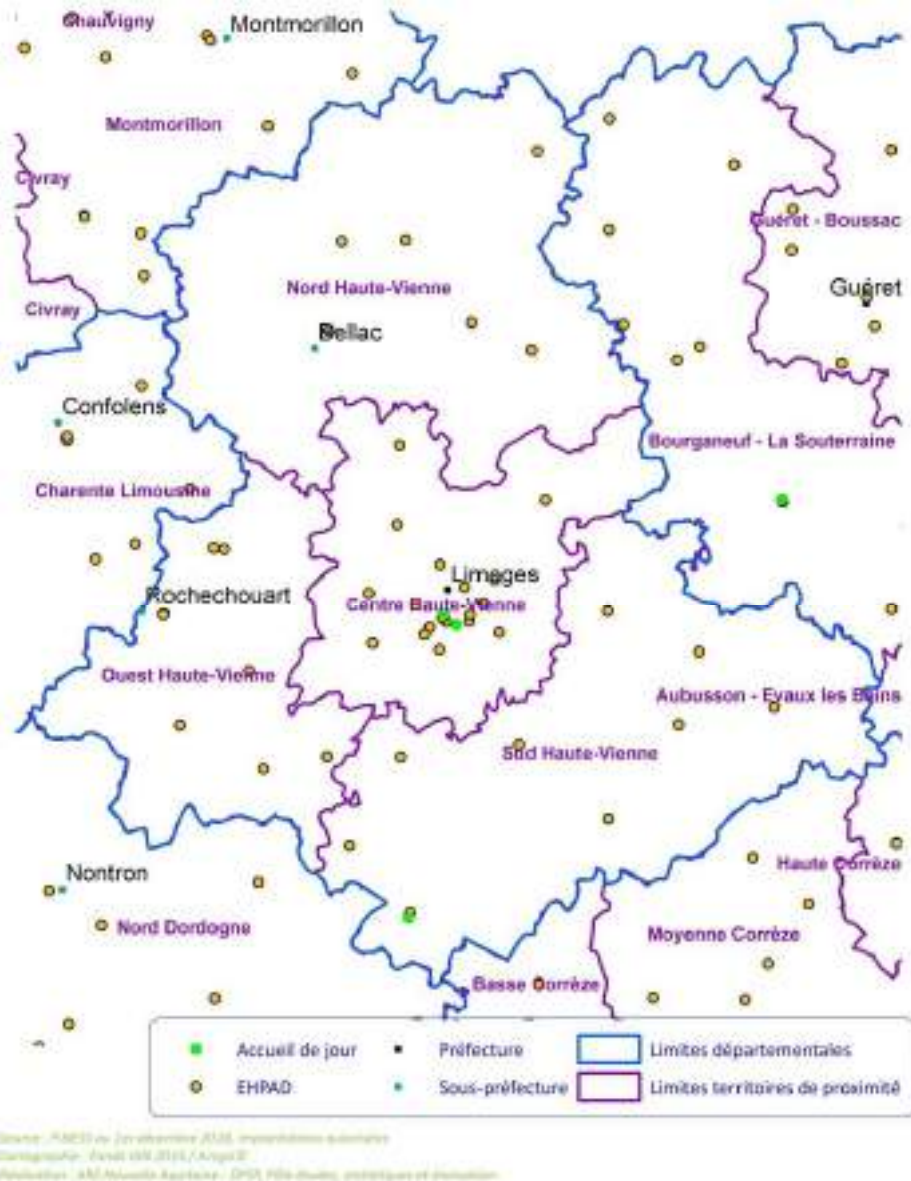 Chauvigny
Montmorillon
Montmorillon
Civray
Guéret - Boussac
Nord Haute-Vienne
Guéret
Civray
Bellac
Confolens
Bourganeuf - La Souterraine
Charente Limousine
Limoges
Rochechouart
Centre Haute-Vienne
Ouest Haute-Vienne
Aubusson - Evaux les Bains
Sud Haute-Vienne
Haute Corrèze
Nontron
Nord Dordogne
Moyenne Corrèze
Basse Corrèze
Accueil de jour
Préfecture
Limites départementales
EHPAD
Sous-préfecture
Limites territoires de proximité